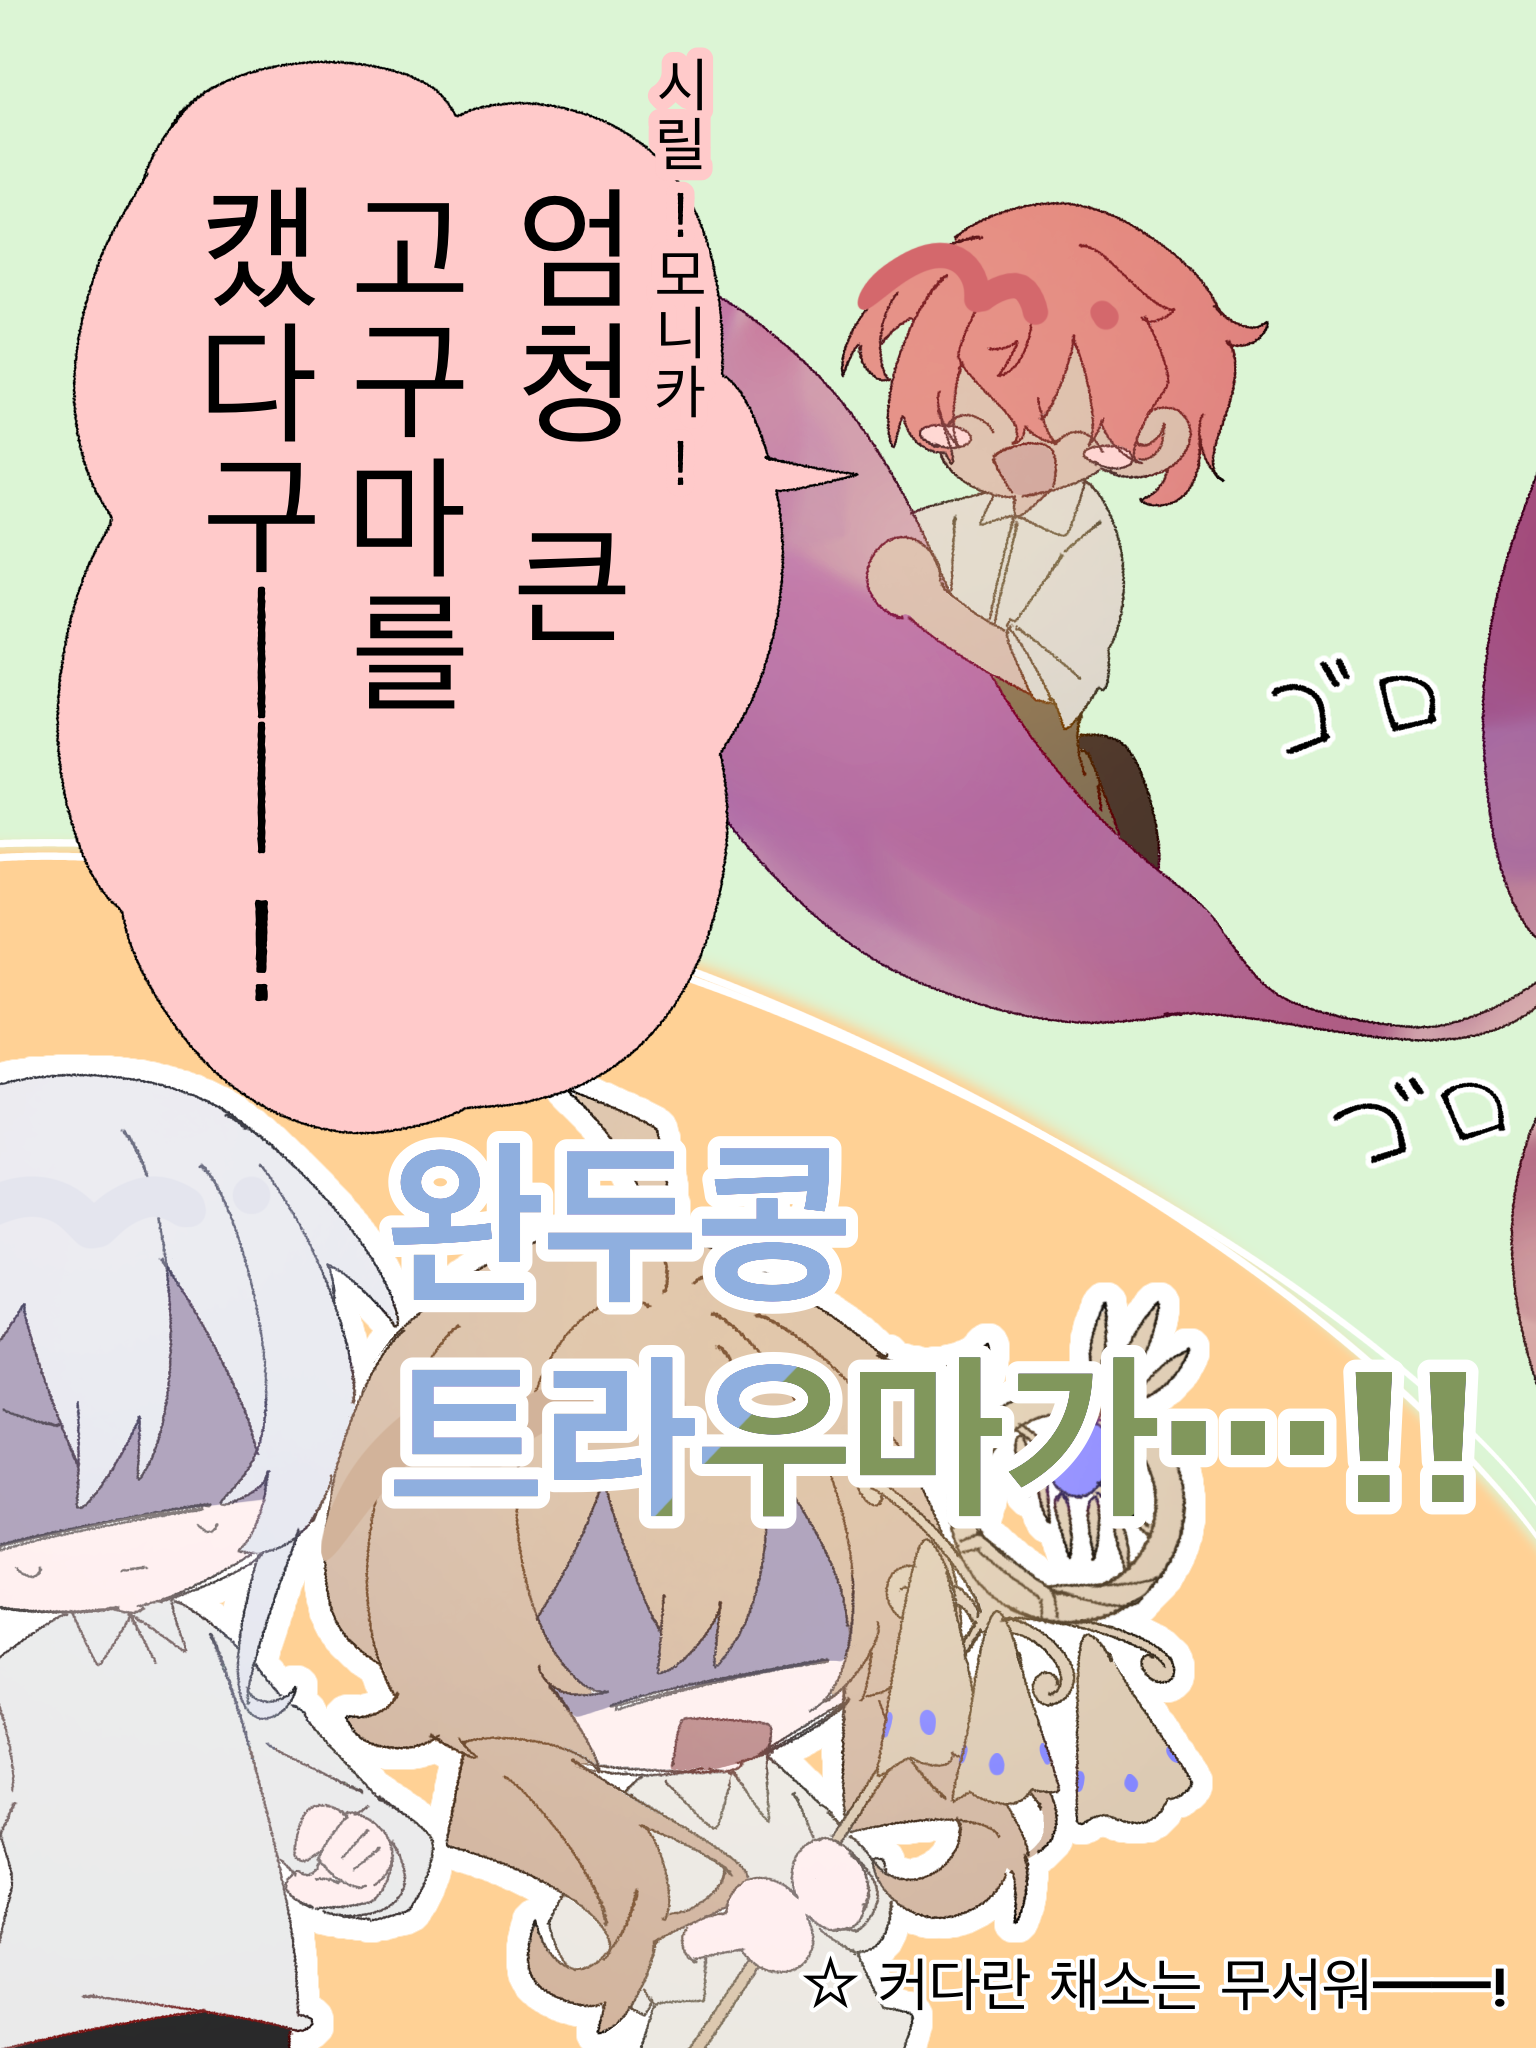 시릴!모니카!
엄청 큰
고구마를
캤다구――!
ゴロ
ゴロ
완두콩
트라우마가…!!
☆ 커다란 채소는 무서워――!